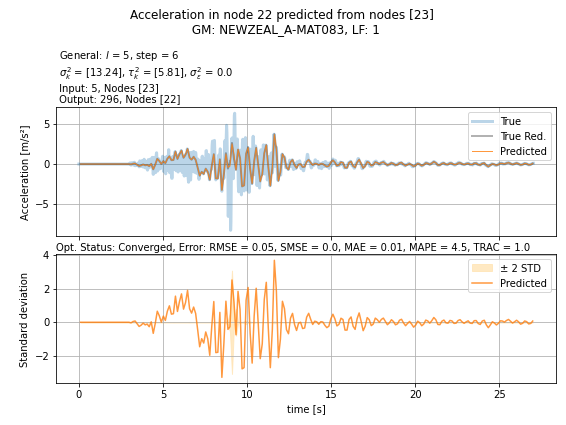 Acceleration in node 22 predicted from nodes [23]
GM: NEWZEAL_A-MAT083, LF: 1
General: l = 5, step = 6
σ²ₖ = [13.24], τ²ₖ = [5.81], σ²ε = 0.0
Input: 5, Nodes [23]
Output: 296, Nodes [22]
Acceleration [m/s²]
5
0
−5
True
True Red.
Predicted
Opt. Status: Converged, Error: RMSE = 0.05, SMSE = 0.0, MAE = 0.01, MAPE = 4.5, TRAC = 1.0
Standard deviation
4
2
0
−2
± 2 STD
Predicted
0 5 10 15 20 25
time [s]